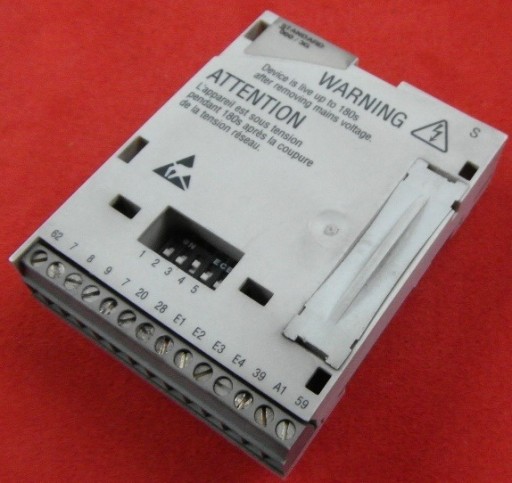 STANDARD
WARNING
Device is live up to 180s
after removing mains voltage.
ATTENTION
L'appareil est sous tension
pendant 180s après la coupure
de la tension réseau.
S
ON
1 2 3 4 5
62 7 8 9 7 20 28 E1 E2 E3 E4 39 A1 59